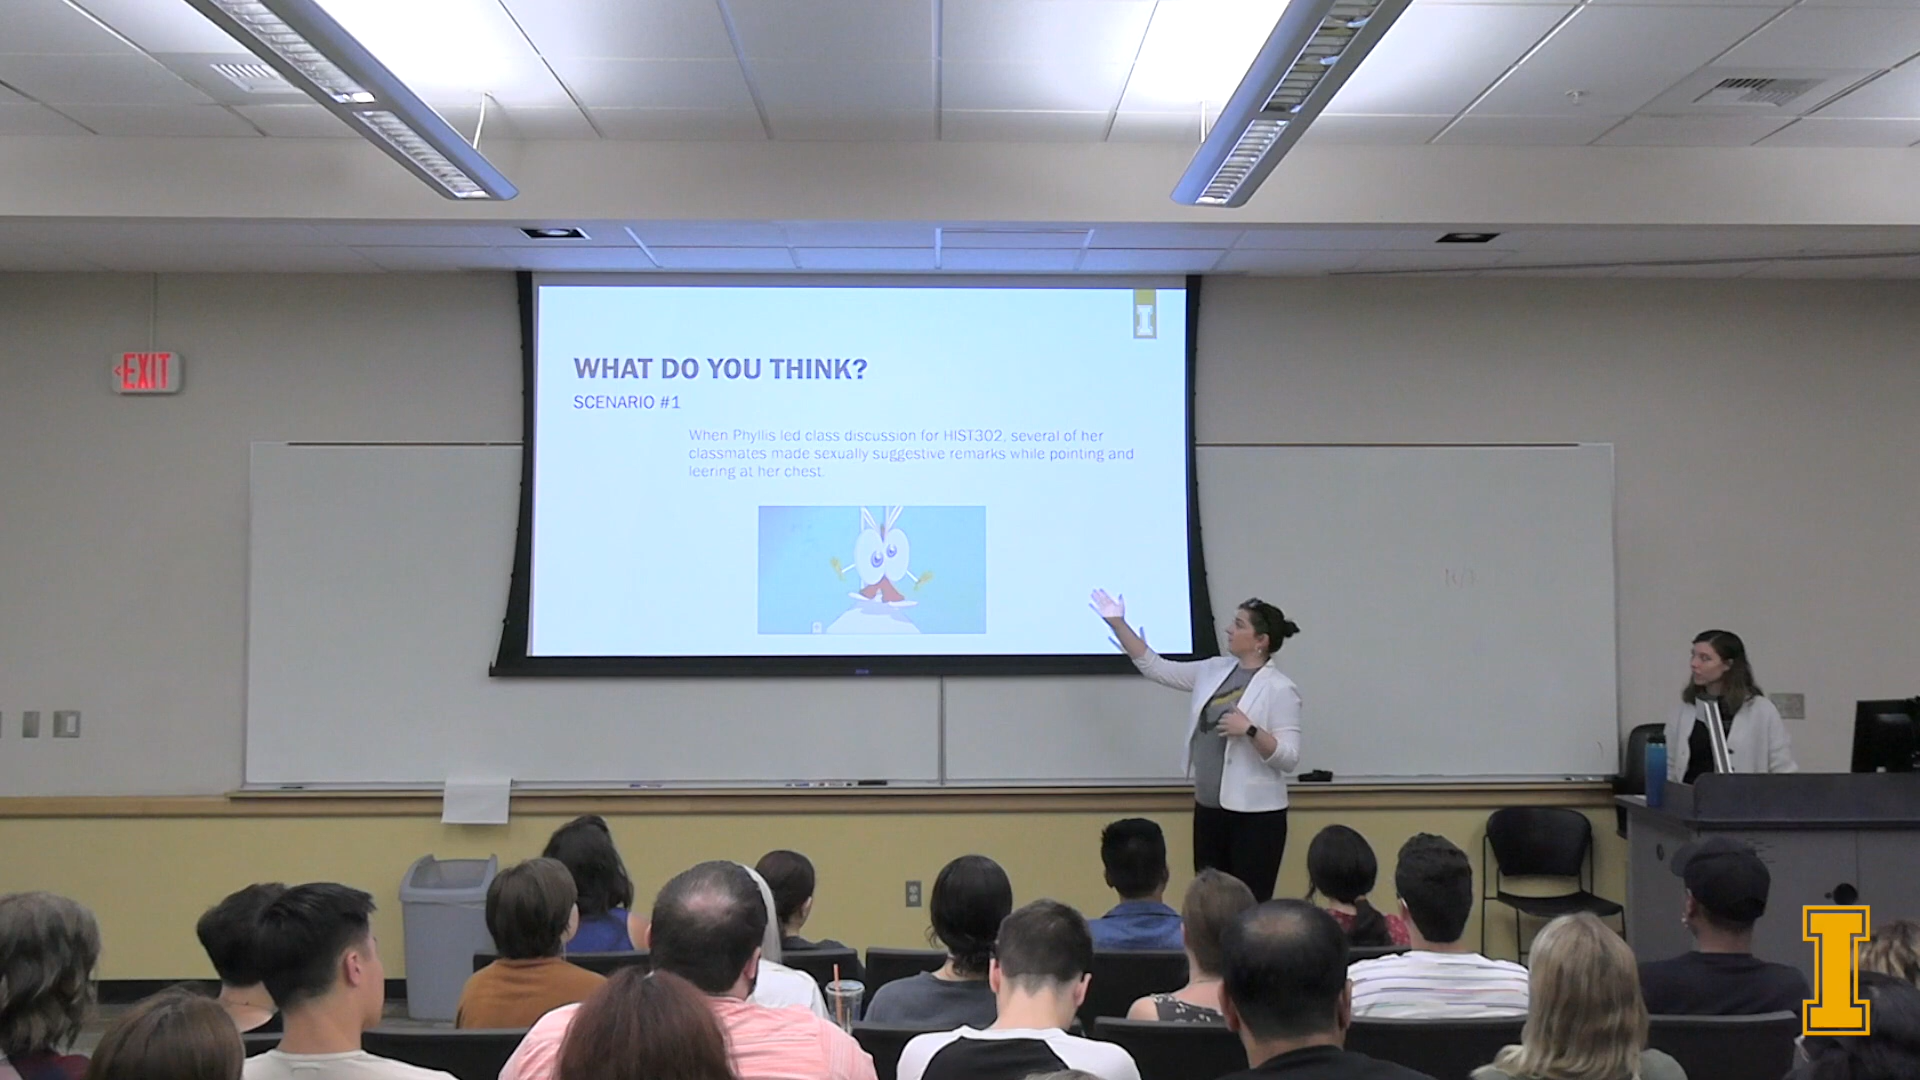 EXIT
I
WHAT DO YOU THINK?
SCENARIO #1
When Phyllis led class discussion for HIST302, several of her
classmates made sexually suggestive remarks while pointing and
leering at her chest.
I